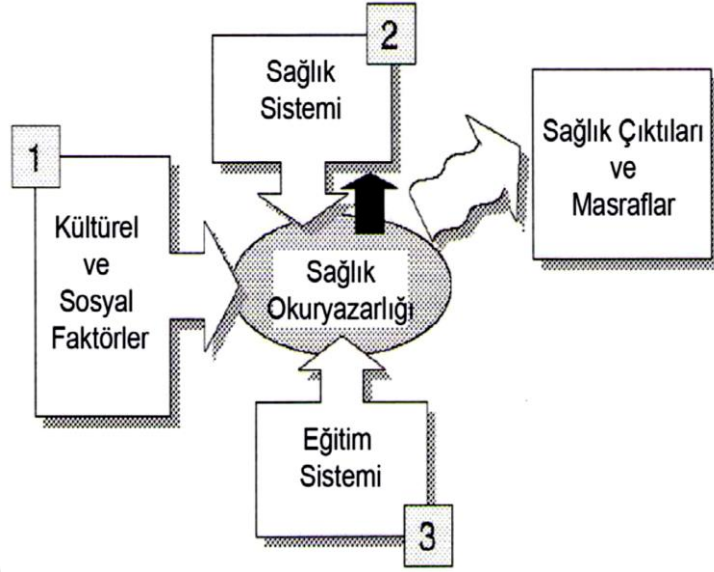 1
Kültürel
ve
Sosyal
Faktörler
2
Sağlık
Sistemi
Sağlık
Okuryazarlığı
3
Eğitim
Sistemi
Sağlık Çıktıları
ve
Masraflar